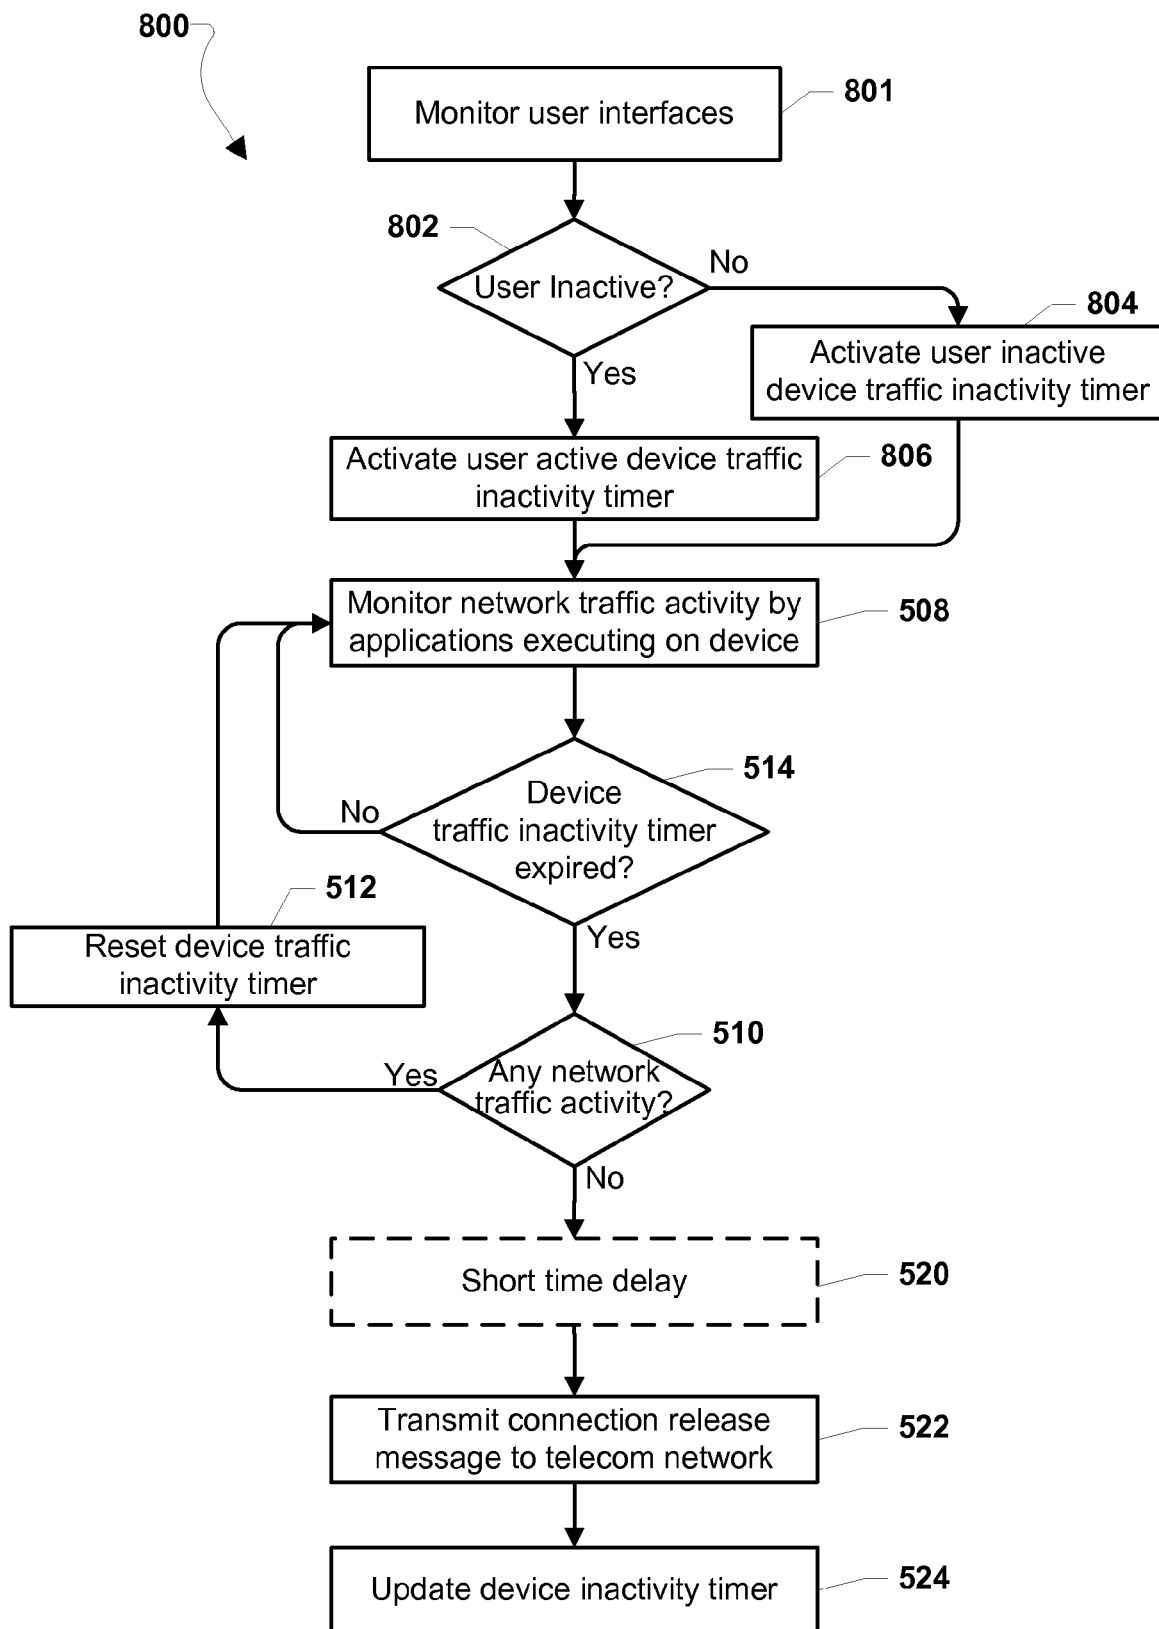 800
Monitor user interfaces
801
802
User Inactive?
No
804
Activate user inactive
device traffic inactivity timer
Yes
Activate user active device traffic
inactivity timer
806
Monitor network traffic activity by
applications executing on device
508
514
Device
traffic inactivity timer
expired?
No
512
Reset device traffic
inactivity timer
Yes
510
Any network
traffic activity?
Yes
No
Short time delay
520
Transmit connection release
message to telecom network
522
Update device inactivity timer
524